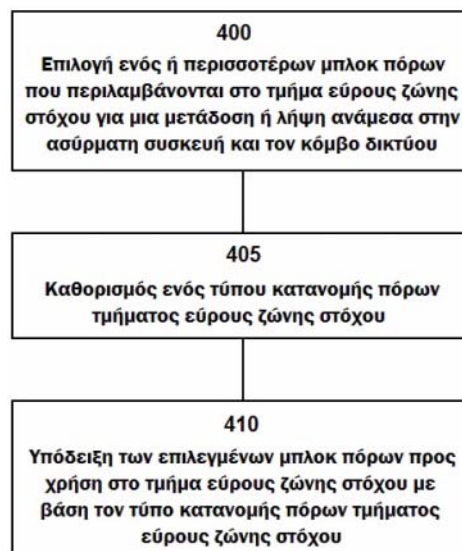 400
Επιλογή ενός ή περισσοτέρων μπλοκ πόρων
που περιλαμβάνονται στο τμήμα εύρους ζώνης
στόχου για μια μετάδοση ή λήψη ανάμεσα στην
ασύρματη συσκευή και τον κόμβο δικτύου
405
Καθορισμός ενός τύπου κατανομής πόρων
τμήματος εύρους ζώνης στόχου
410
Υπόδειξη των επιλεγμένων μπλοκ πόρων προς
χρήση στο τμήμα εύρους ζώνης στόχου με
βάση τον τύπο κατανομής πόρων τμήματος
εύρους ζώνης στόχου